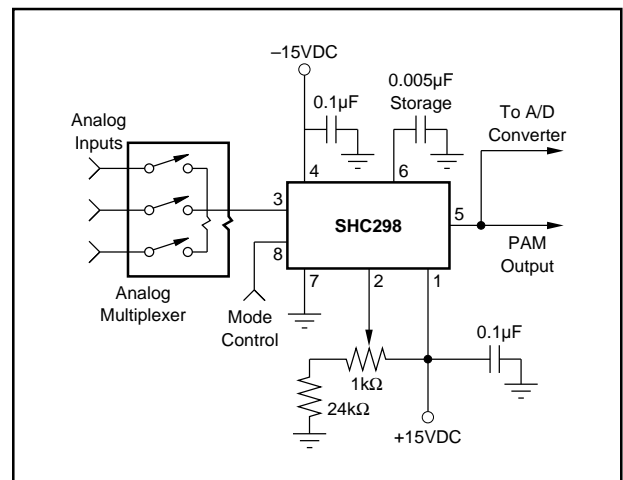 –15VDC
0.1µF
0.005µF
Storage
To A/D
Converter
Analog
Inputs
4
6
3
SHC298
5
8
PAM
Output
7
2
1
Analog
Multiplexer
Mode
Control
0.1µF
1kΩ
24kΩ
+15VDC